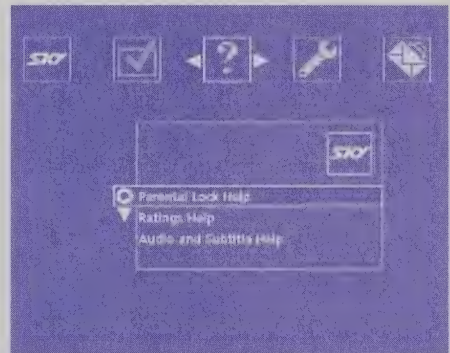 SKY
?
SKY
Parental Lock Help
Ratings Help
Audio and Subtitle Help